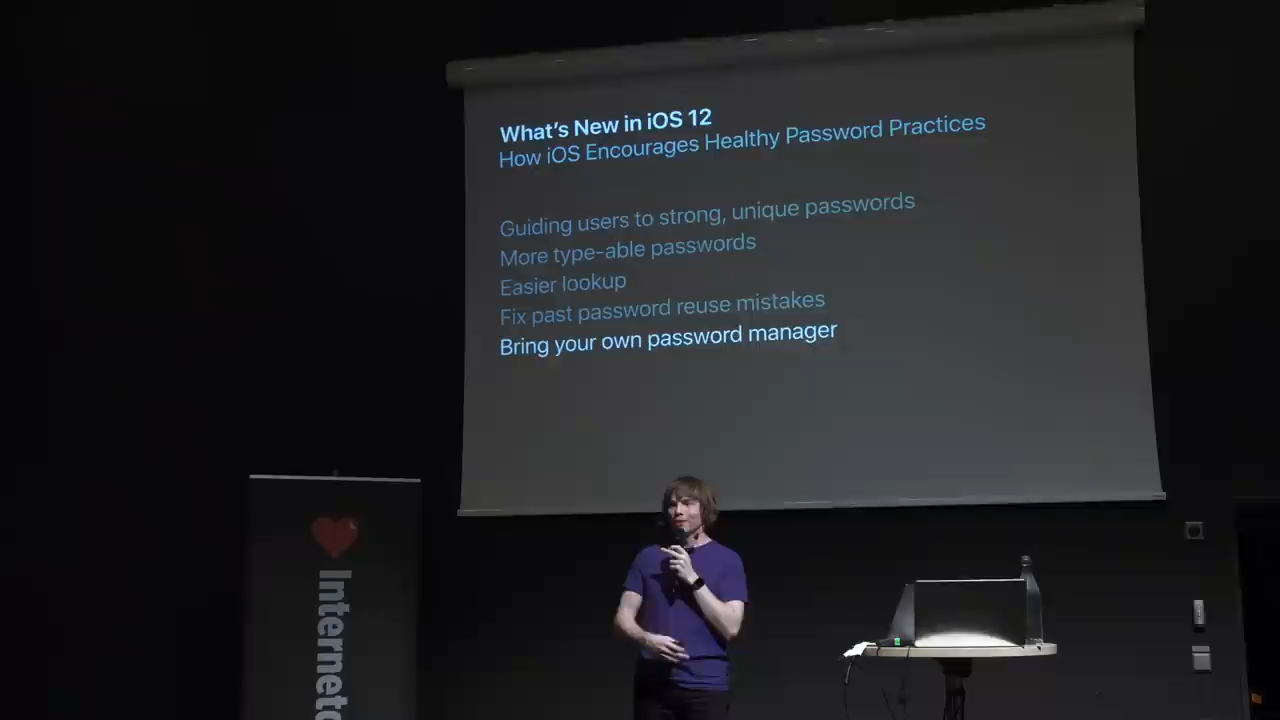 What's New in iOS 12
How iOS Encourages Healthy Password Practices
Guiding users to strong, unique passwords
More type-able passwords
Easier lookup
Fix past password reuse mistakes
Bring your own password manager